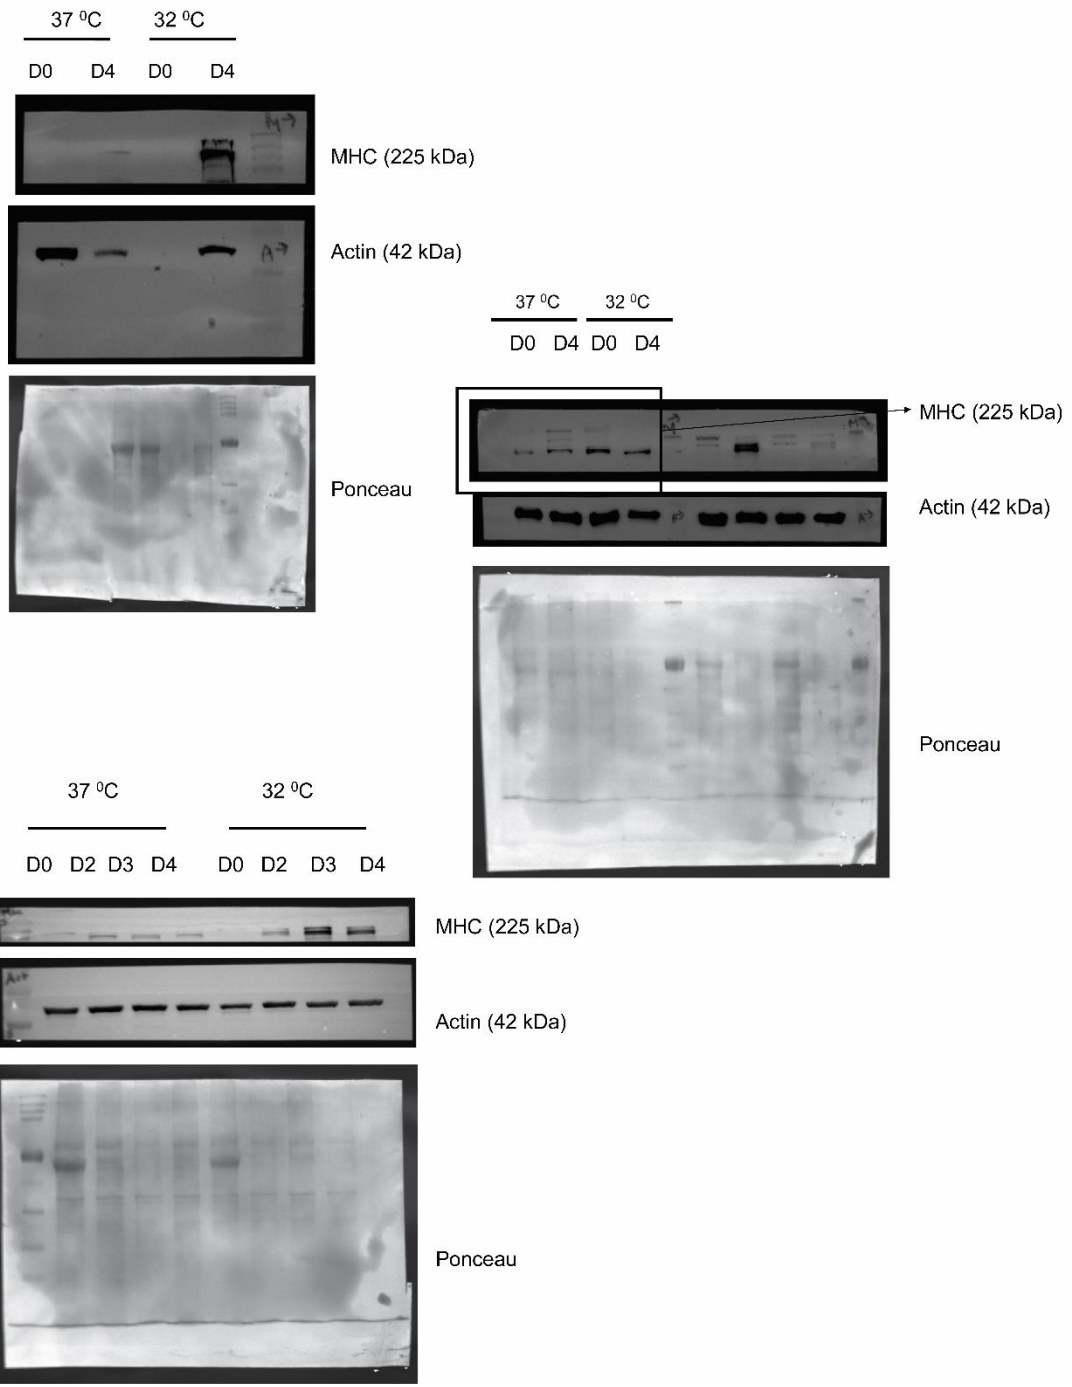 37 ⁰C 32 ⁰C
D0 D4 D0 D4
MHC (225 kDa)
A→
Actin (42 kDa)
Ponceau
37 ⁰C 32 ⁰C
D0 D4 D0 D4
MHC (225 kDa)
Actin (42 kDa)
Ponceau
37 ⁰C 32 ⁰C
D0 D2 D3 D4 D0 D2 D3 D4
MHC (225 kDa)
Act
Actin (42 kDa)
Ponceau